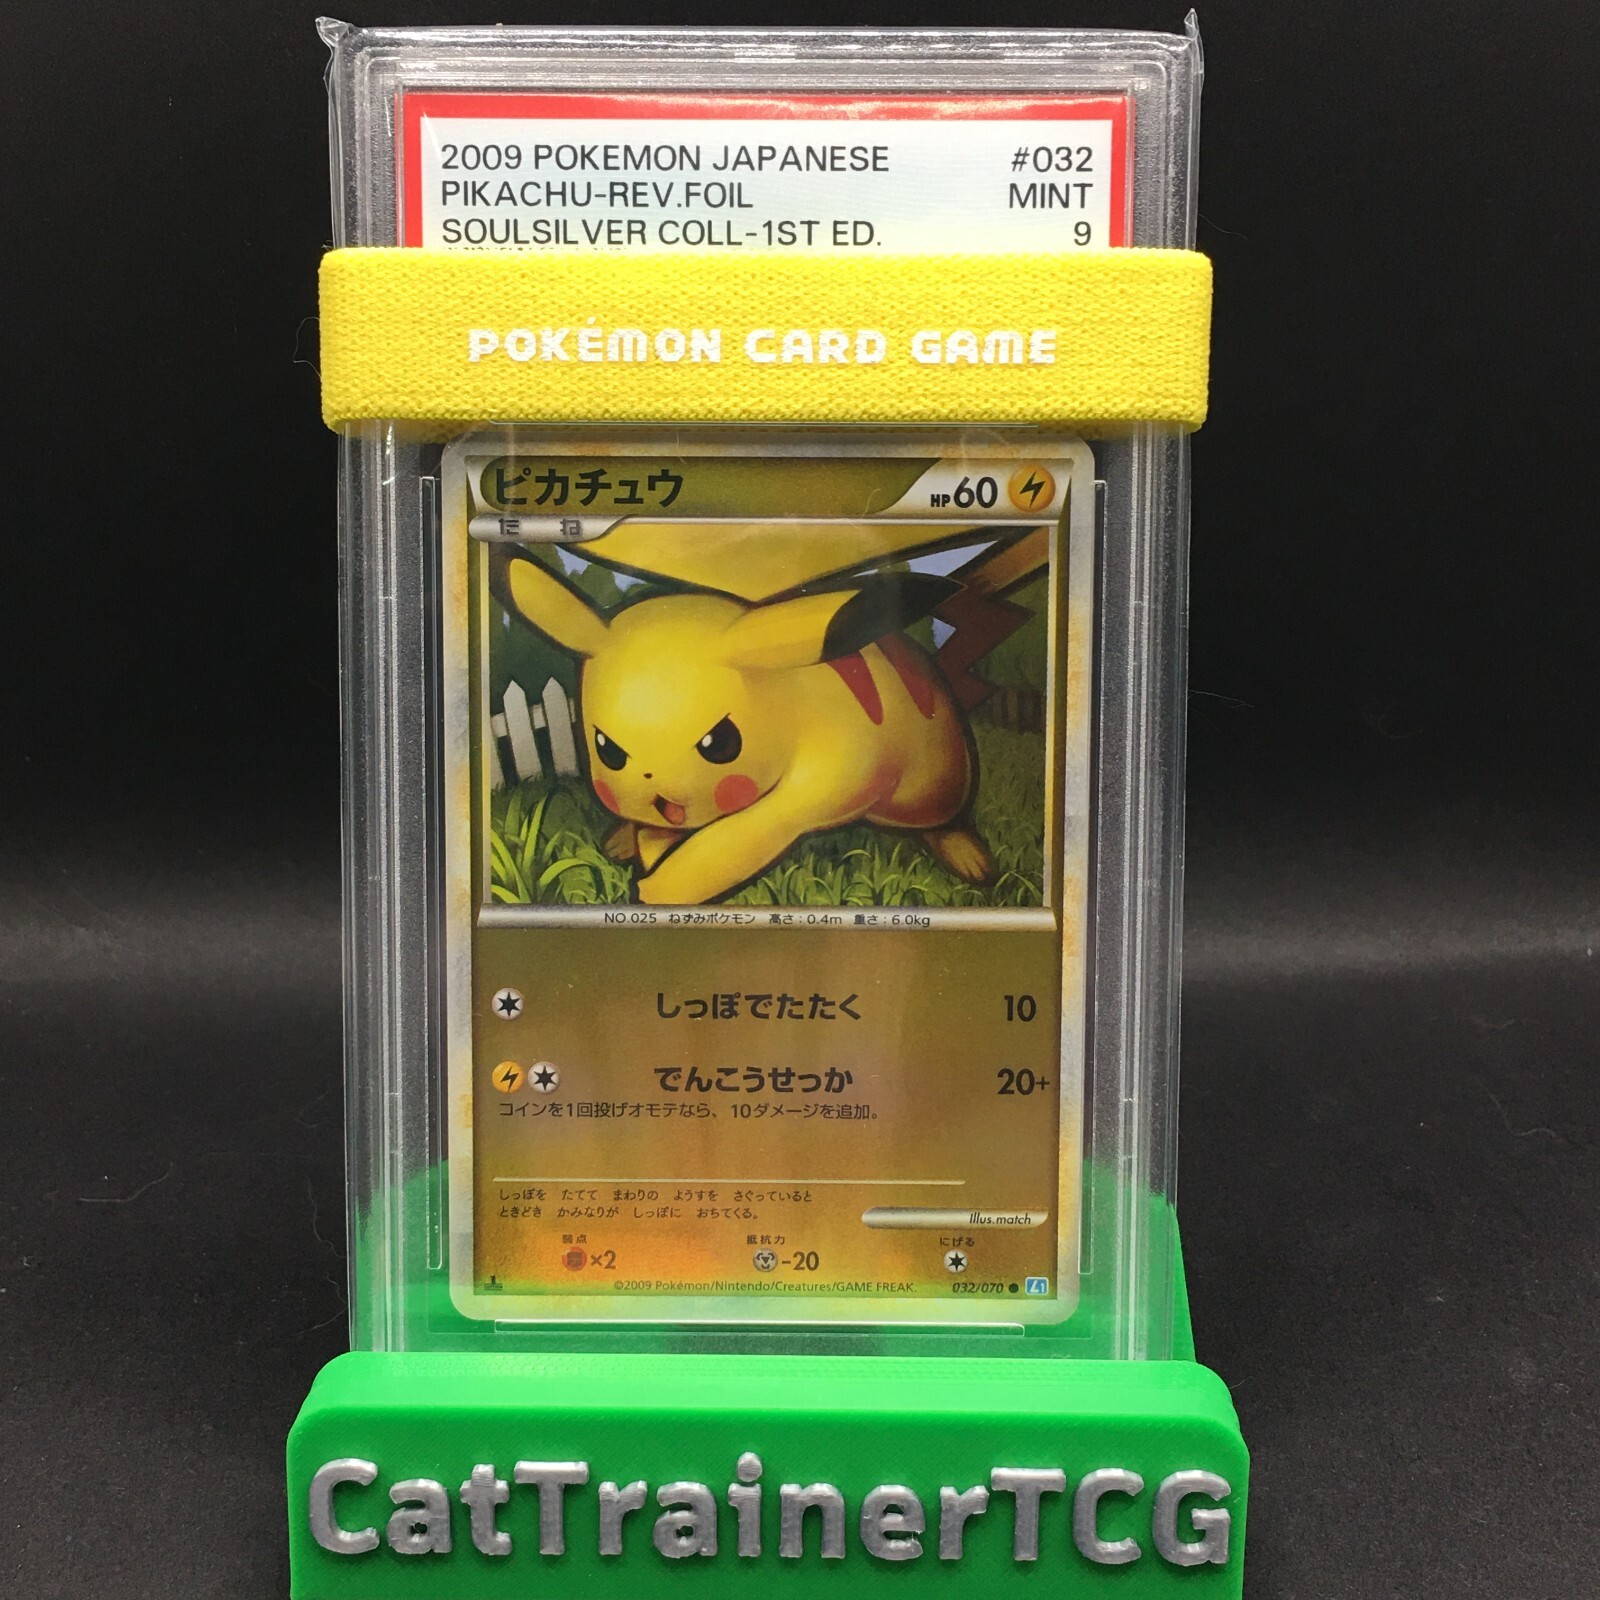 2009 POKEMON JAPANESE #032
PIKACHU-REV.FOIL MINT
SOULSILVER COLL-1ST ED. 9
POKÉMON CARD GAME
ピカチュウ HP60
たね
NO.025 ねずみポケモン 高さ:0.4m 重さ:6.0kg
しっぽでたたく 10
でんこうせっか 20+
コインを1回投げオモテなら、10ダメージを追加。
しっぽを たてて まわりの ようすを さぐっていると
ときどき かみなりが しっぽに おちてくる。
Illus.match
弱点 抵抗力 にげる
×2 -20
1 ©2009 Pokémon/Nintendo/Creatures/GAME FREAK. 032/070 L1
CatTrainerTCG